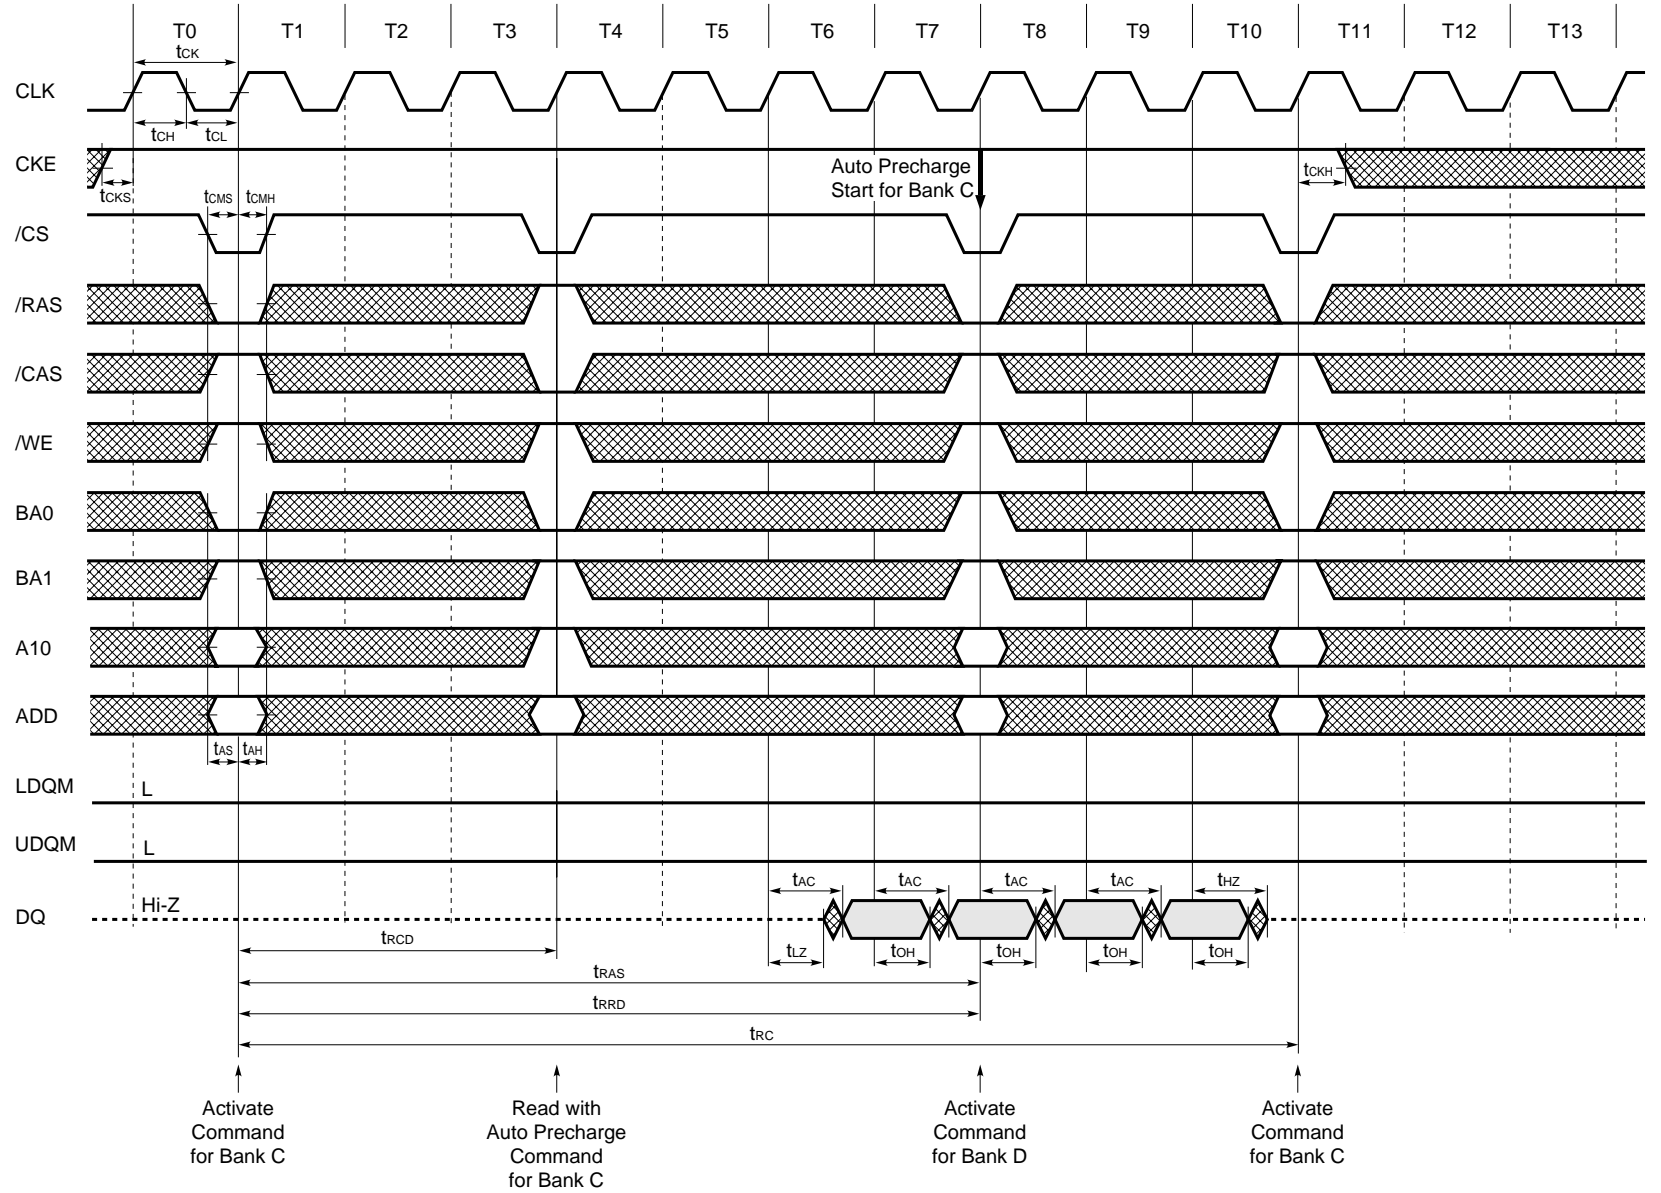 T0 T1 T2 T3 T4 T5 T6 T7 T8 T9 T10 T11 T12 T13
tCK
CLK
tCH tCL
CKE
Auto Precharge
Start for Bank C
tCKH
tCKS
tCMS tCMH
/CS
/RAS
/CAS
/WE
BA0
BA1
A10
ADD
tAS tAH
LDQM L
UDQM L
tAC tAC tAC tAC tHZ
DQ Hi-Z
tRCD
tLZ tOH tOH tOH tOH
tRAS
tRRD
tRC
Activate
Command
for Bank C
Read with
Auto Precharge
Command
for Bank C
Activate
Command
for Bank D
Activate
Command
for Bank C